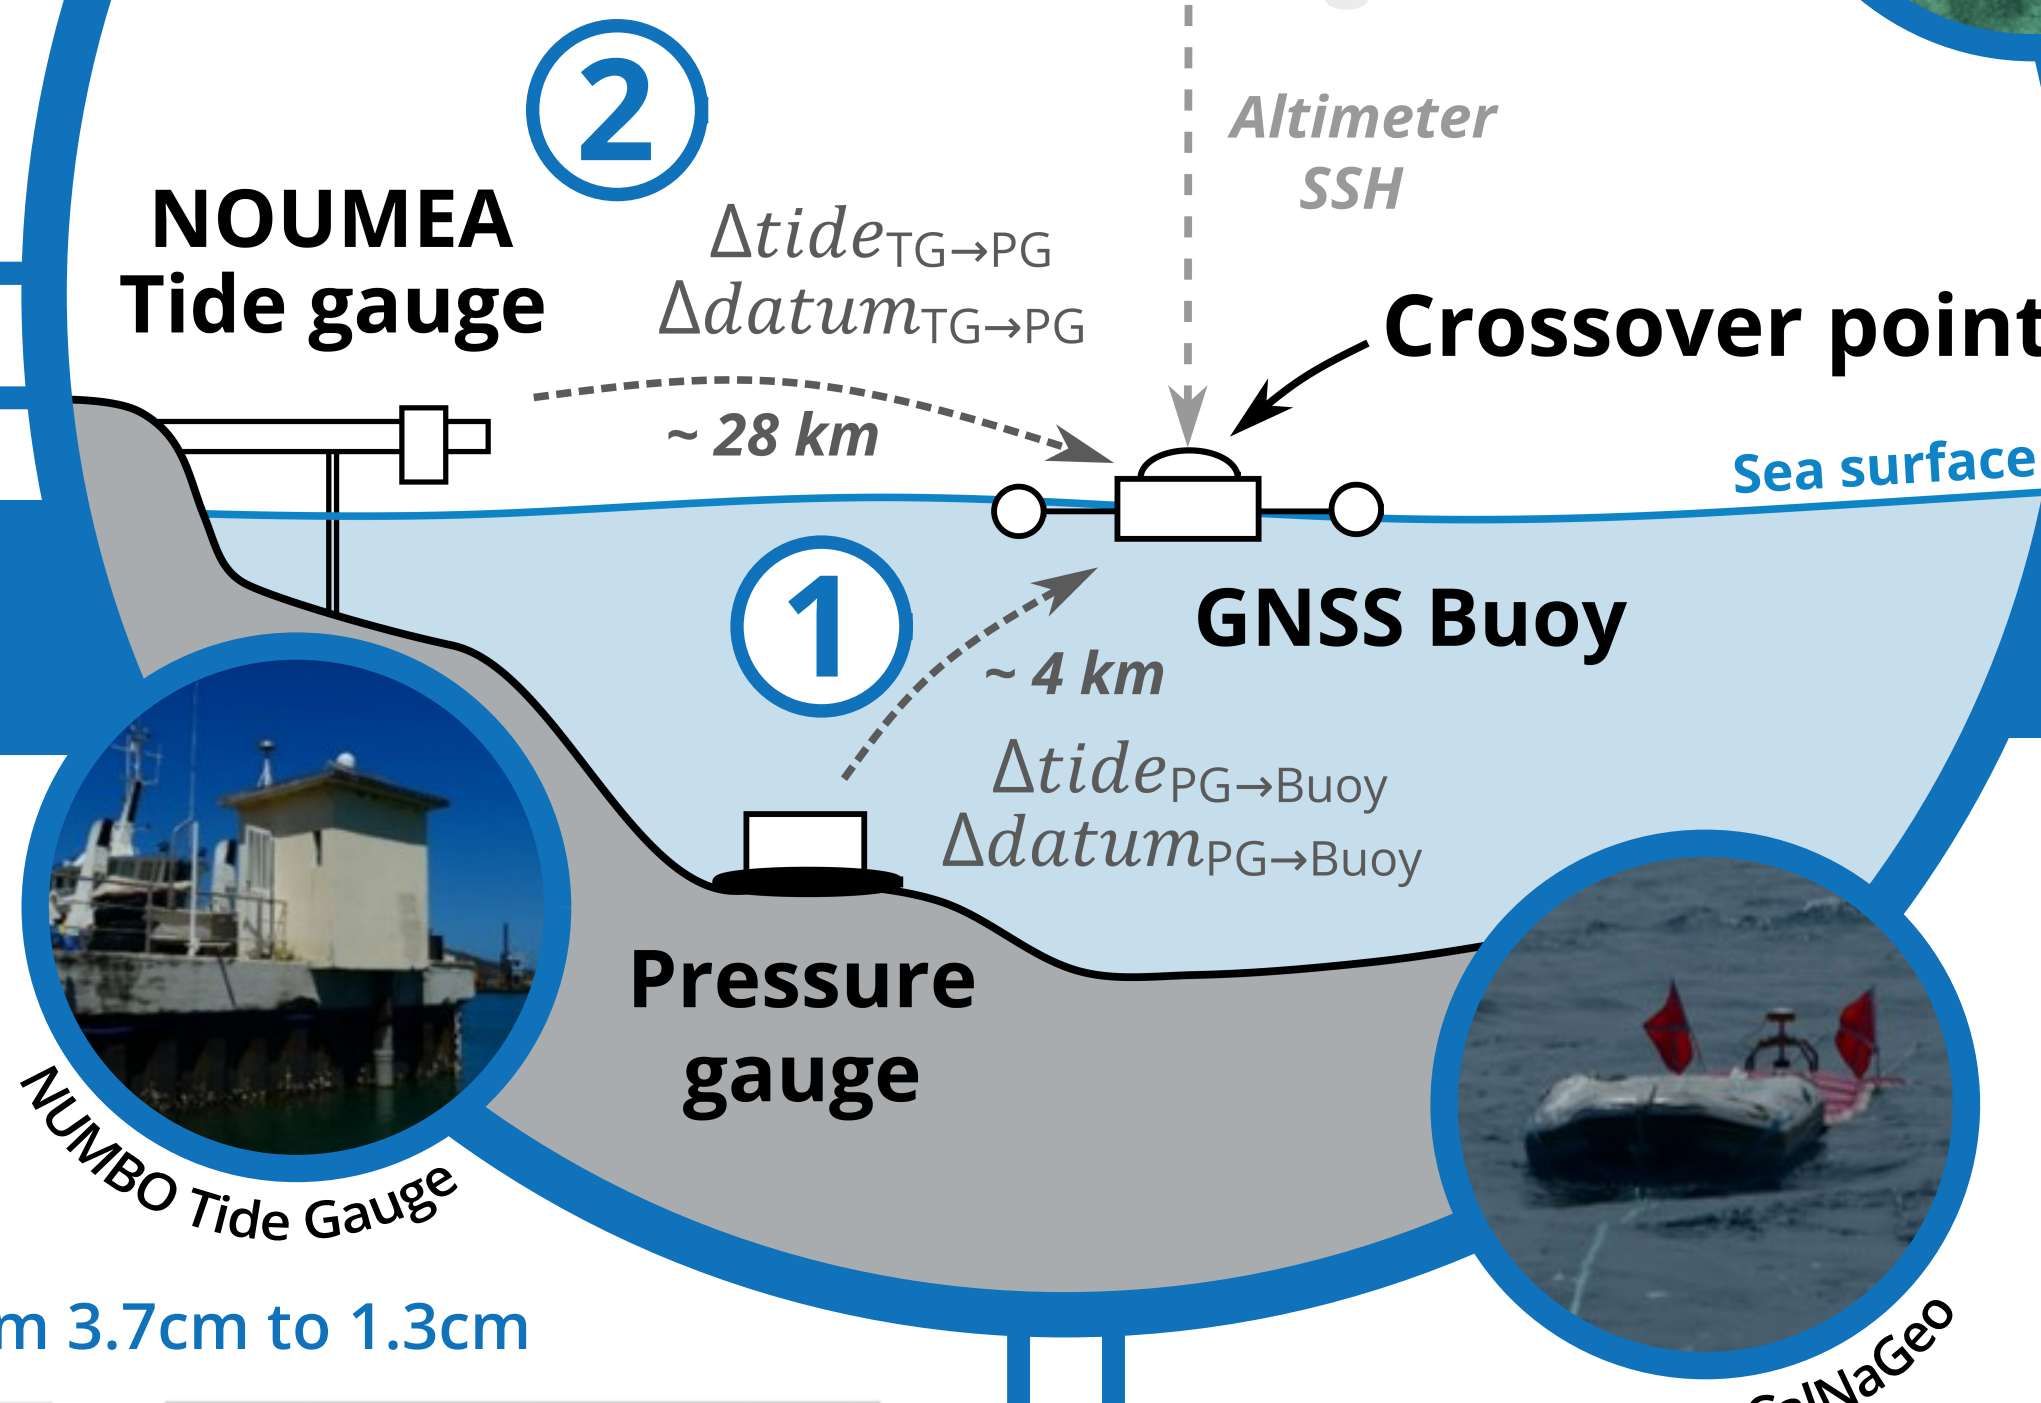 2
Altimeter
SSH
NOUMEA
Tide gauge
Δtide TG→PG
Δdatum TG→PG
Crossover point
~ 28 km
Sea surface
1
GNSS Buoy
~ 4 km
Δtide PG→Buoy
Δdatum PG→Buoy
Pressure
gauge
NUMBO Tide Gauge
m 3.7cm to 1.3cm
CalNaGeo